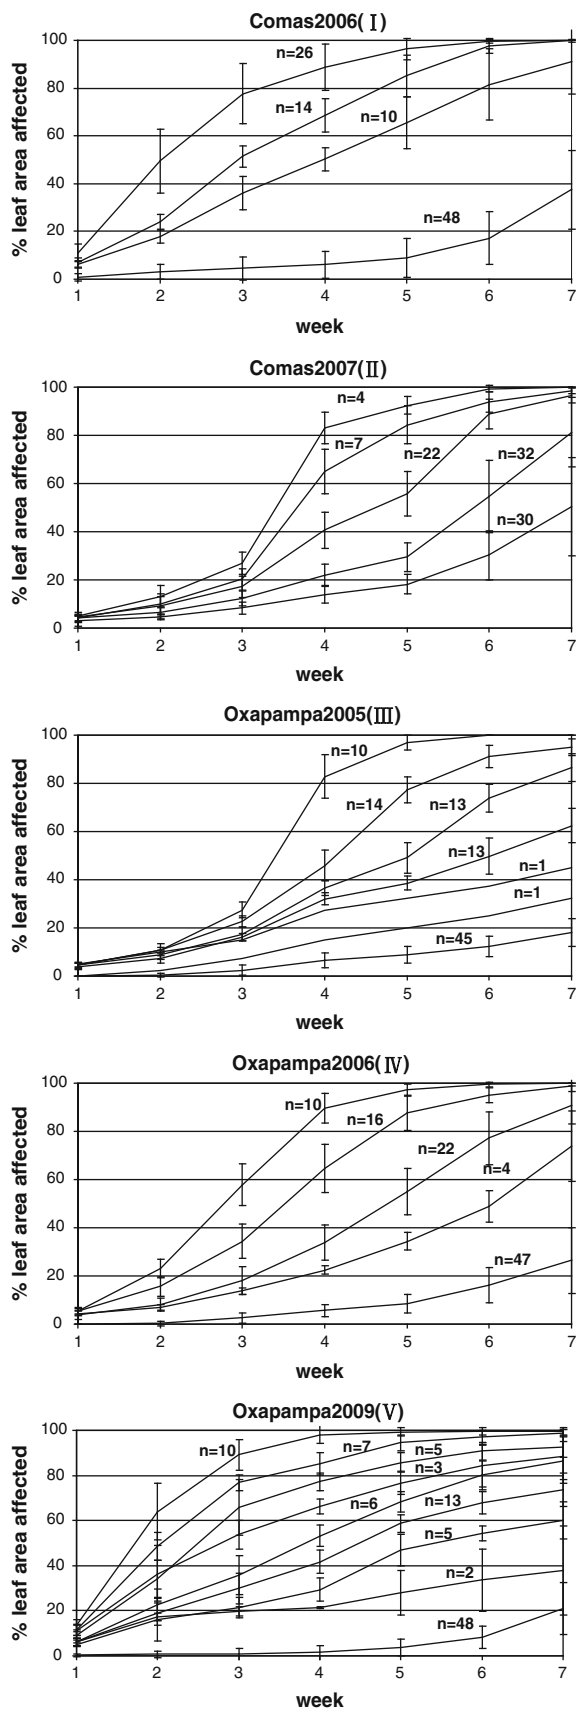 Comas2006(Ⅰ)
% leaf area affected
100
80
60
40
20
0
n=26
n=14
n=10
n=48
1 2 3 4 5 6 7
week
Comas2007(Ⅱ)
% leaf area affected
100
80
60
40
20
0
n=4
n=7
n=22
n=32
n=30
1 2 3 4 5 6 7
week
Oxapampa2005(Ⅲ)
% leaf area affected
100
80
60
40
20
0
n=10
n=14
n=13
n=13
n=1
n=1
n=45
1 2 3 4 5 6 7
week
Oxapampa2006(Ⅳ)
% leaf area affected
100
80
60
40
20
0
n=10
n=16
n=22
n=4
n=47
1 2 3 4 5 6 7
week
Oxapampa2009(Ⅴ)
% leaf area affected
100
80
60
40
20
0
n=10
n=7
n=5
n=3
n=6
n=13
n=5
n=2
n=48
1 2 3 4 5 6 7
week